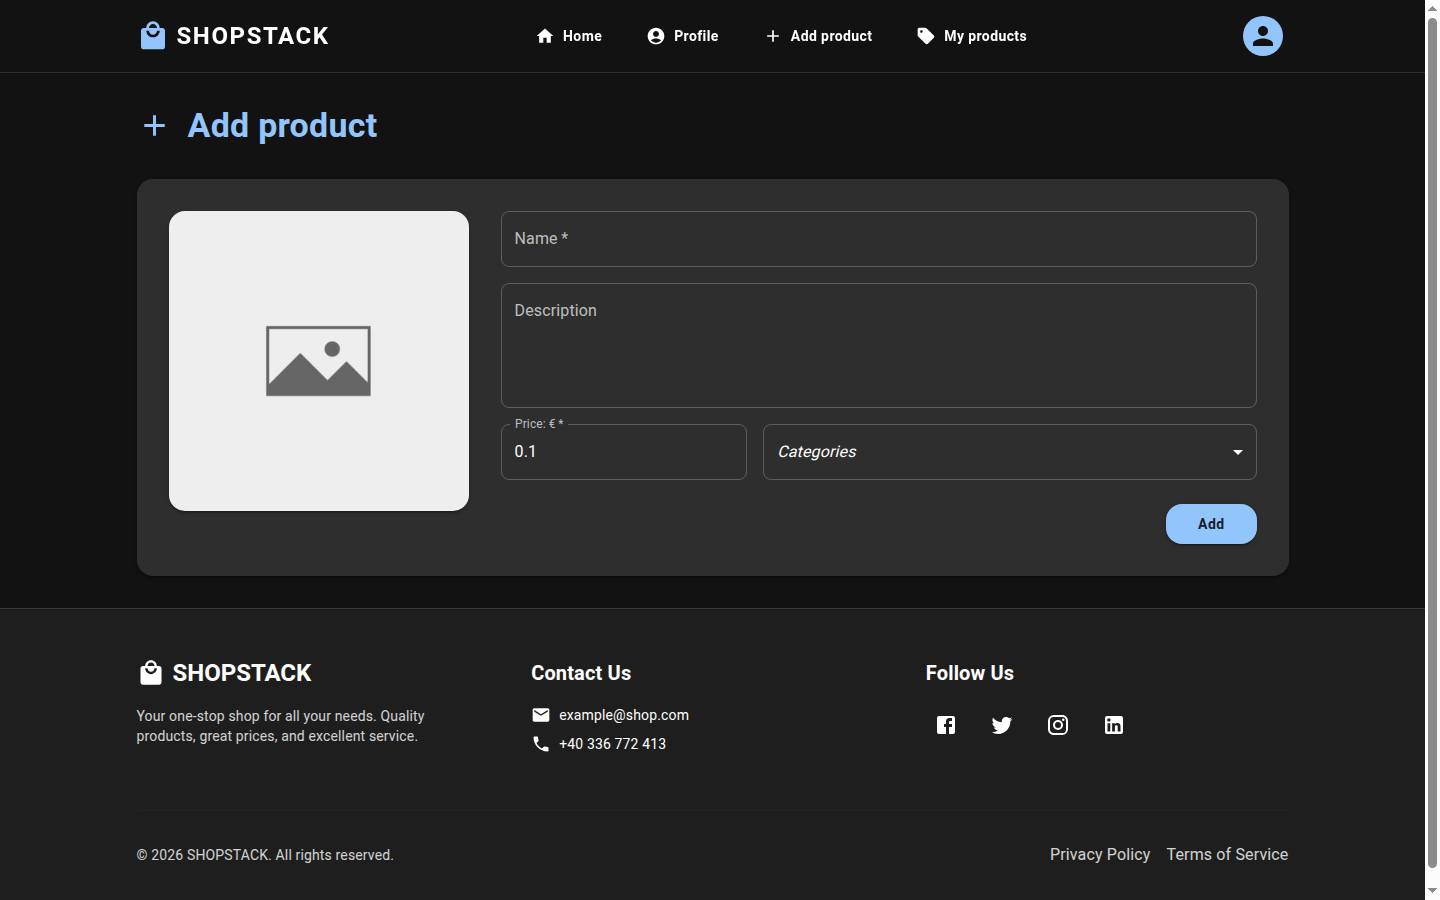 SHOPSTACK
Home
Profile
Add product
My products
Add product
Name *
Description
Price: € *
0.1
Categories
Add
SHOPSTACK
Your one-stop shop for all your needs. Quality
products, great prices, and excellent service.
Contact Us
example@shop.com
+40 336 772 413
Follow Us
© 2026 SHOPSTACK. All rights reserved.
Privacy Policy
Terms of Service